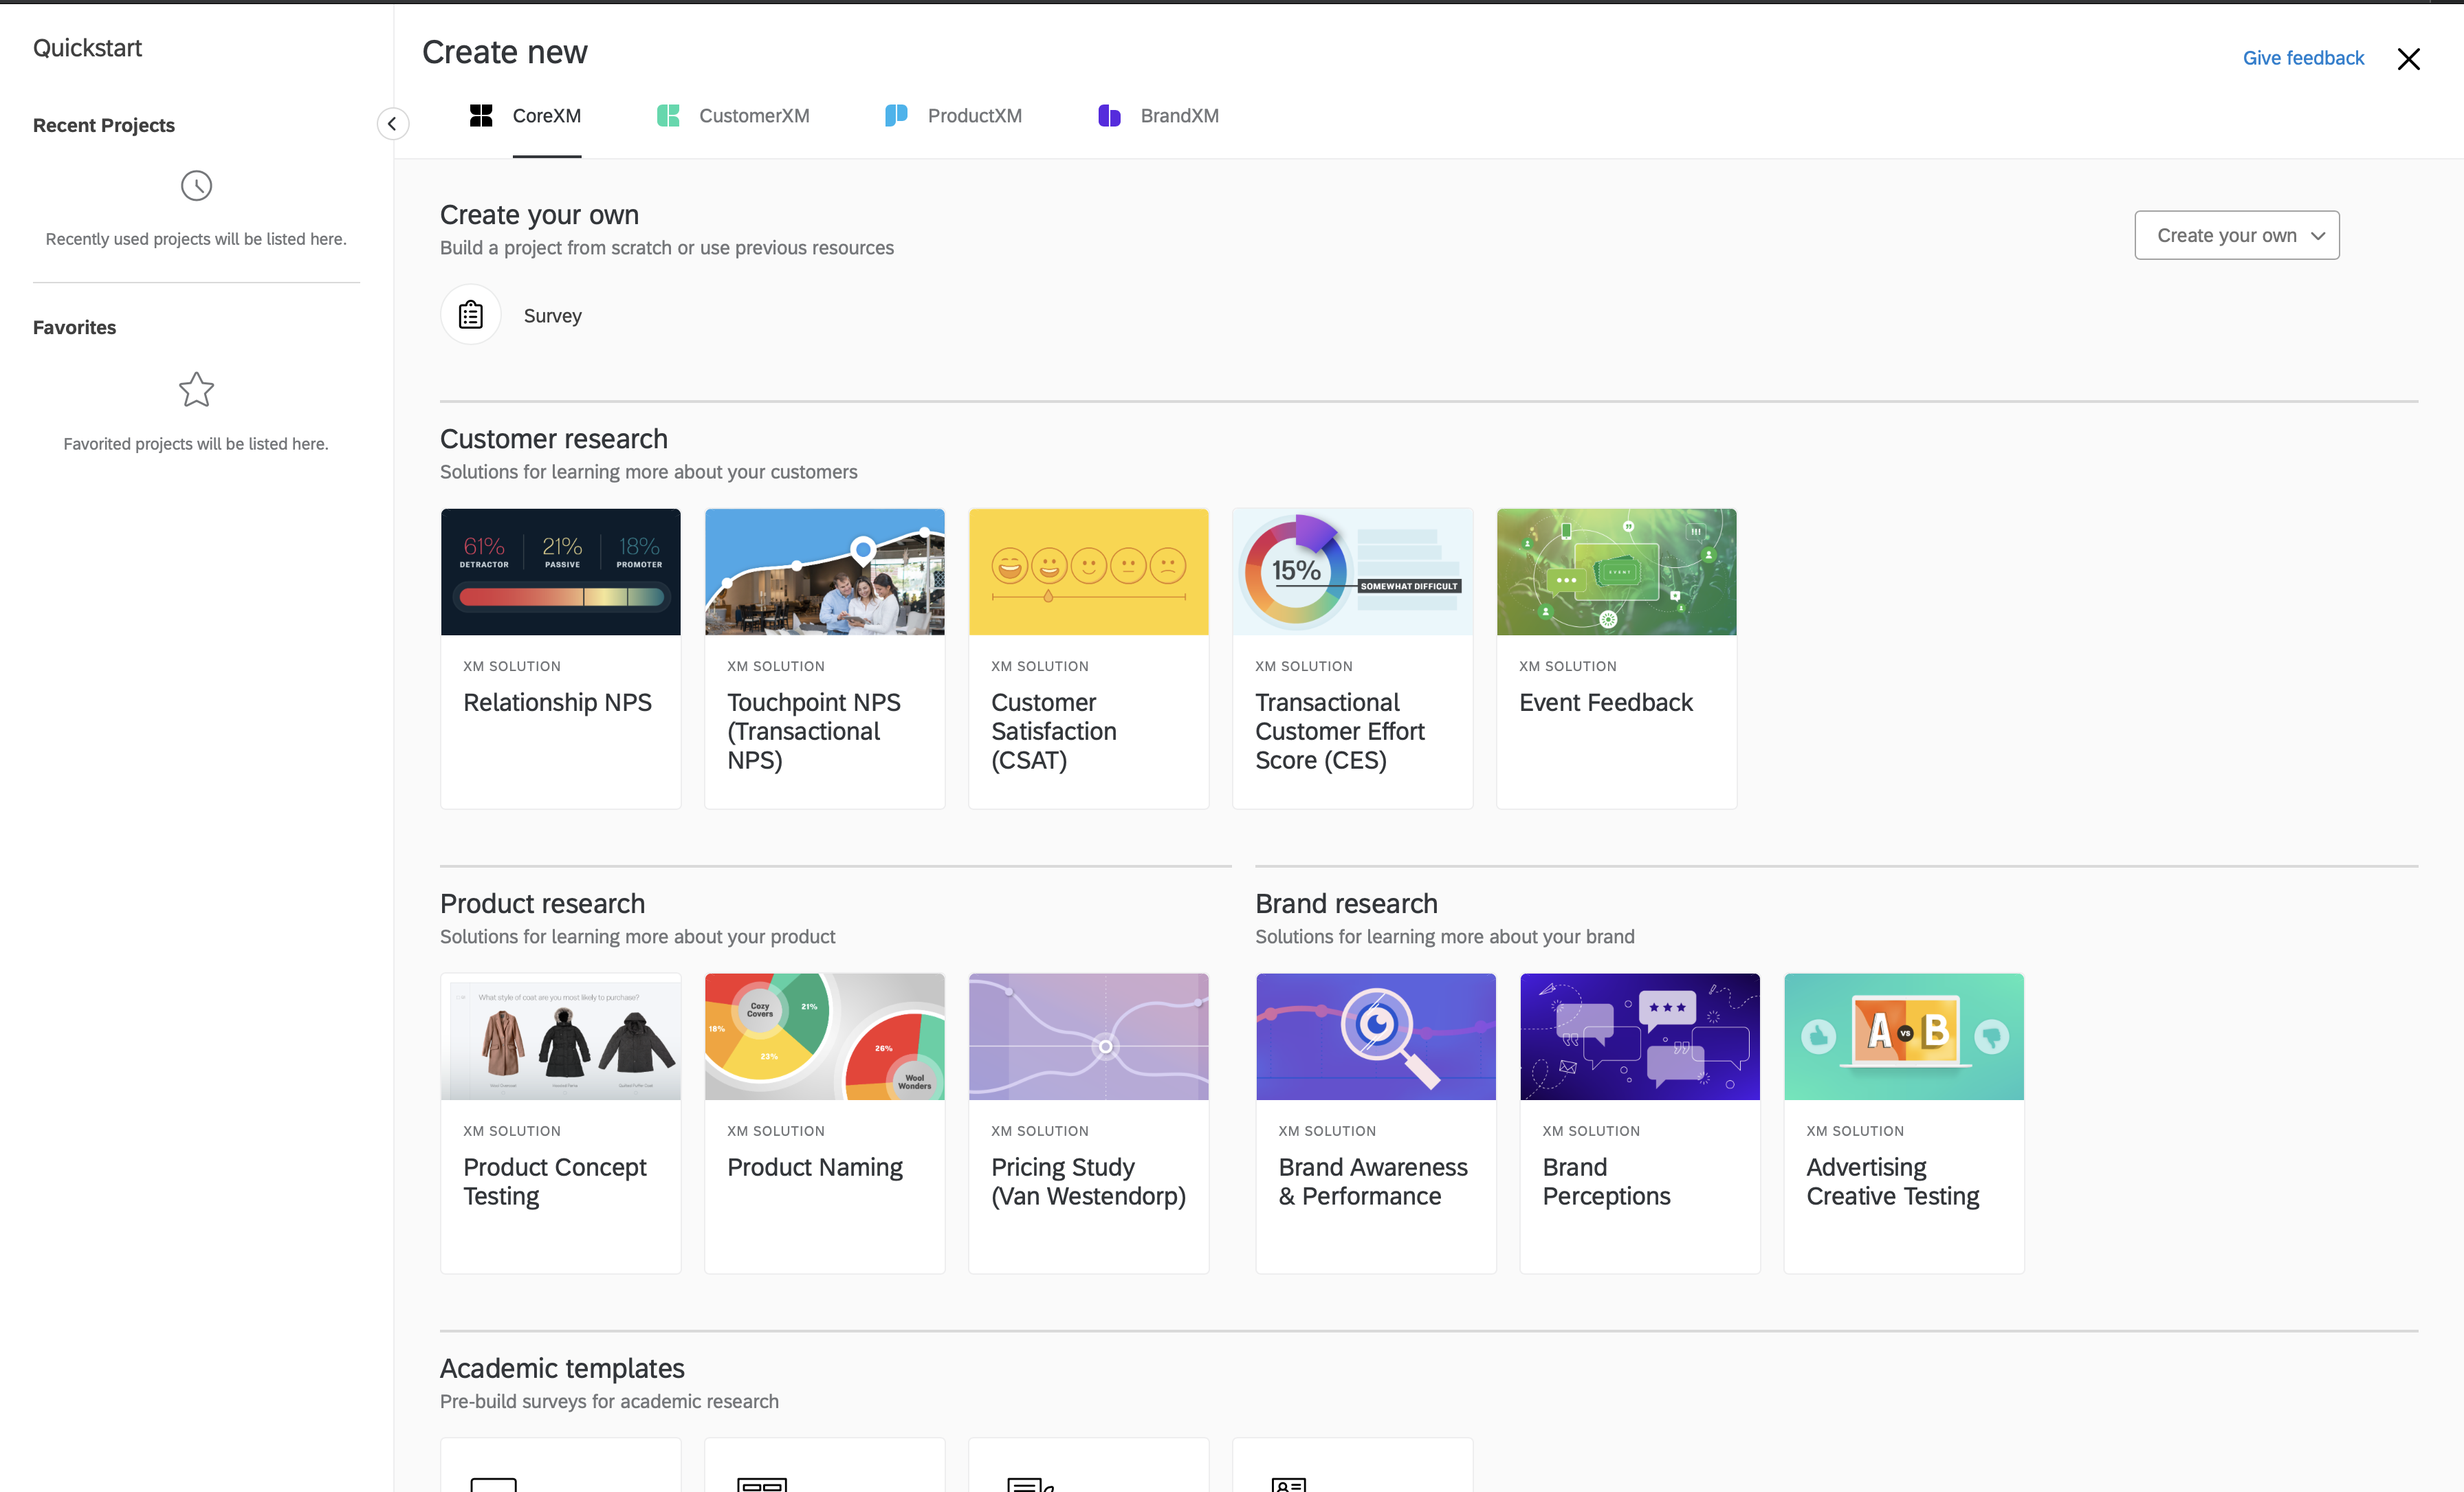 Quickstart
Recent Projects
Recently used projects will be listed here.
Favorites
Favorited projects will be listed here.
Create new
Give feedback
CoreXM
CustomerXM
ProductXM
BrandXM
Create your own
Build a project from scratch or use previous resources
Create your own
Survey
Customer research
Solutions for learning more about your customers
61%
DETRACTOR
21%
PASSIVE
18%
PROMOTER
XM SOLUTION
Relationship NPS
XM SOLUTION
Touchpoint NPS
(Transactional
NPS)
XM SOLUTION
Customer
Satisfaction
(CSAT)
15%
SOMEWHAT DIFFICULT
XM SOLUTION
Transactional
Customer Effort
Score (CES)
EVENT
XM SOLUTION
Event Feedback
Product research
Solutions for learning more about your product
What style of coat are you most likely to purchase?
XM SOLUTION
Product Concept
Testing
Cozy
Covers
21%
18%
23%
26%
Wool
Wonders
XM SOLUTION
Product Naming
XM SOLUTION
Pricing Study
(Van Westendorp)
Brand research
Solutions for learning more about your brand
XM SOLUTION
Brand Awareness
& Performance
XM SOLUTION
Brand
Perceptions
A VS B
XM SOLUTION
Advertising
Creative Testing
Academic templates
Pre-build surveys for academic research